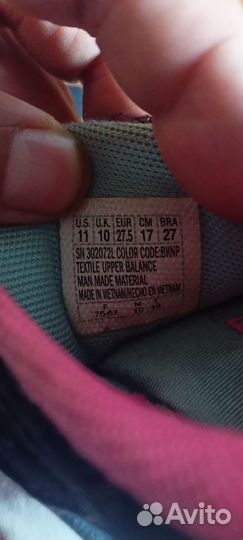 U.S. U.K. EUR CM BRA
11 10 27.5 17 27
SN 302072L COLOR CODE:BKNP
TEXTILE UPPER BALANCE
MAN MADE MATERIAL
MADE IN VIETNAM/HECHO EN VIETNAM
Avito